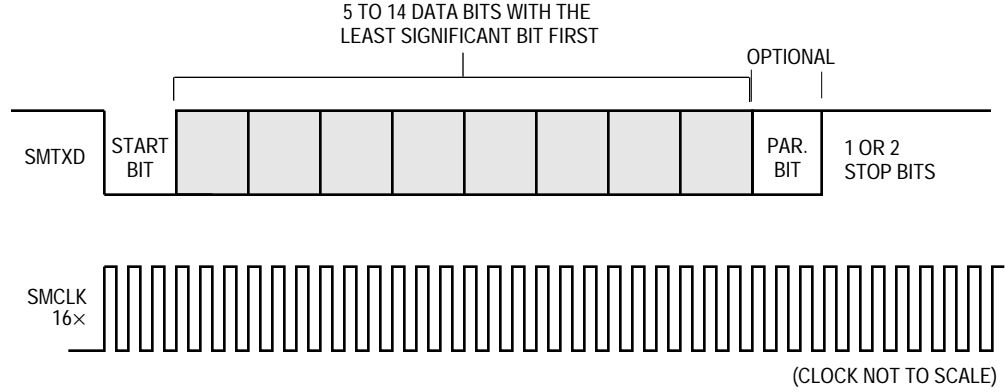 5 TO 14 DATA BITS WITH THE
LEAST SIGNIFICANT BIT FIRST
OPTIONAL
SMTXD
START
BIT
PAR.
BIT
1 OR 2
STOP BITS
SMCLK
16×
(CLOCK NOT TO SCALE)